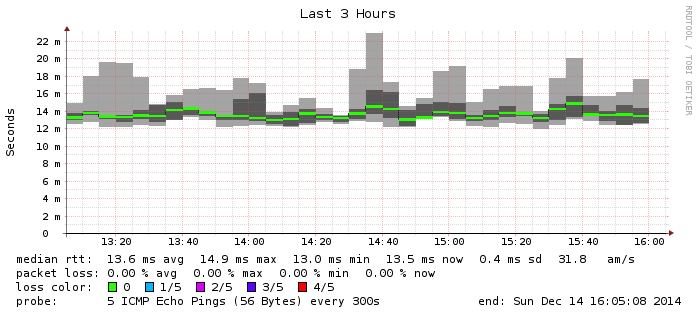 Last 3 Hours
RRDTOOL / TOBI OETIKER
Seconds
22 m
20 m
18 m
16 m
14 m
12 m
10 m
8 m
6 m
4 m
2 m
0
13:20 13:40 14:00 14:20 14:40 15:00 15:20 15:40 16:00
median rtt: 13.6 ms avg 14.9 ms max 13.0 ms min 13.5 ms now 0.4 ms sd 31.8 am/s
packet loss: 0.00 % avg 0.00 % max 0.00 % min 0.00 % now
loss color: 0 1/5 2/5 3/5 4/5
probe: 5 ICMP Echo Pings (56 Bytes) every 300s end: Sun Dec 14 16:05:08 2014